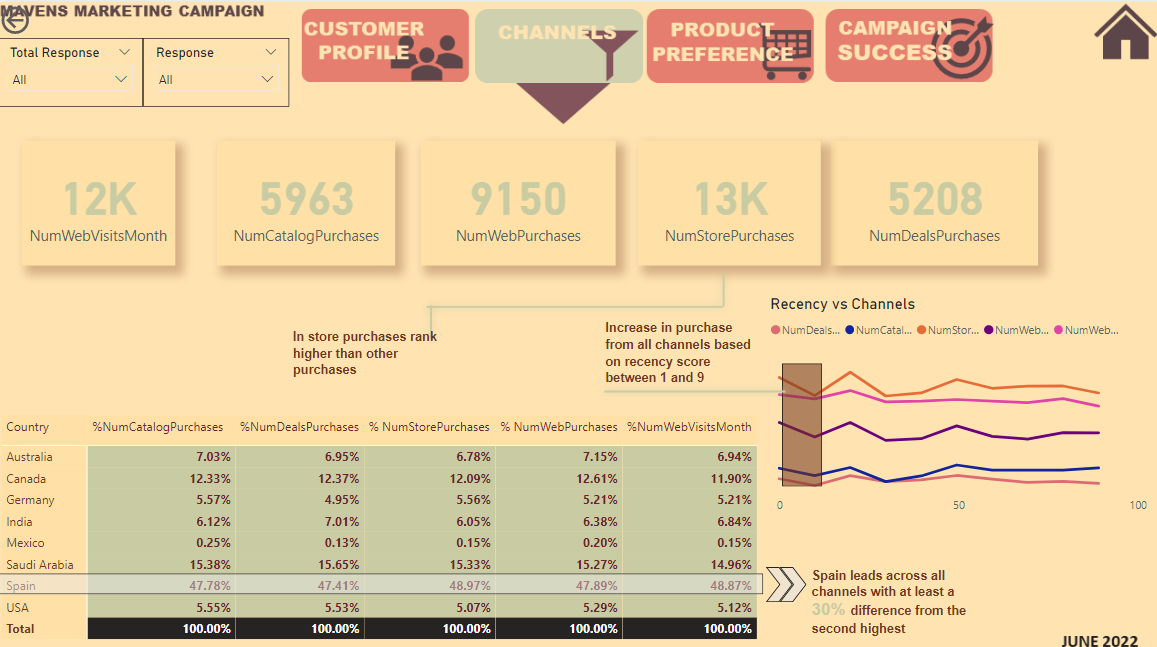 MAVENS MARKETING CAMPAIGN
Total Response
All
Response
All
CUSTOMER
PROFILE
CHANNELS
PRODUCT
PREFERENCE
CAMPAIGN
SUCCESS
12K
NumWebVisitsMonth
5963
NumCatalogPurchases
9150
NumWebPurchases
13K
NumStorePurchases
5208
NumDealsPurchases
In store purchases rank
higher than other
purchases
Increase in purchase
from all channels based
on recency score
between 1 and 9
Recency vs Channels
NumDeals... NumCatal... NumStor... NumWeb... NumWeb...
0 50 100
Country %NumCatalogPurchases %NumDealsPurchases % NumStorePurchases % NumWebPurchases %NumWebVisitsMonth
Australia 7.03% 6.95% 6.78% 7.15% 6.94%
Canada 12.33% 12.37% 12.09% 12.61% 11.90%
Germany 5.57% 4.95% 5.56% 5.21% 5.21%
India 6.12% 7.01% 6.05% 6.38% 6.84%
Mexico 0.25% 0.13% 0.15% 0.20% 0.15%
Saudi Arabia 15.38% 15.65% 15.33% 15.27% 14.96%
Spain 47.78% 47.41% 48.97% 47.89% 48.87%
USA 5.55% 5.53% 5.07% 5.29% 5.12%
Total 100.00% 100.00% 100.00% 100.00% 100.00%
Spain leads across all
channels with at least a
30% difference from the
second highest
JUNE 2022